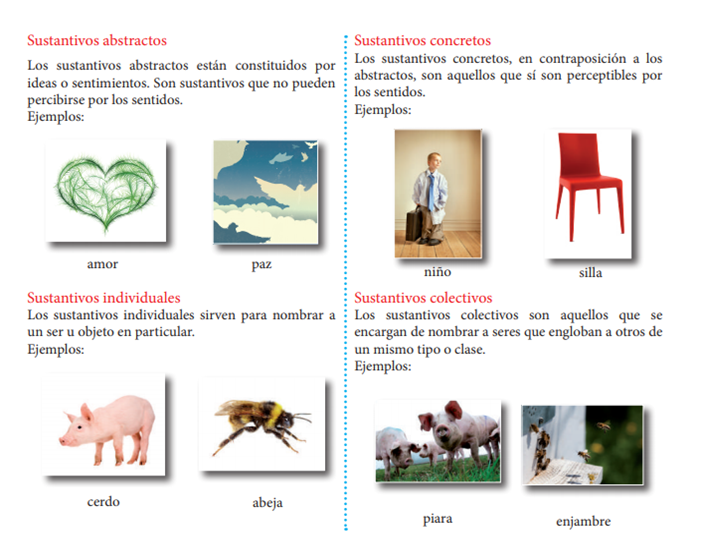 Sustantivos abstractos
Los sustantivos abstractos están constituidos por
ideas o sentimientos. Son sustantivos que no pueden
percibirse por los sentidos.
Ejemplos:
amor
paz
Sustantivos concretos
Los sustantivos concretos, en contraposición a los
abstractos, son aquellos que sí son perceptibles por
los sentidos.
Ejemplos:
niño
silla
Sustantivos individuales
Los sustantivos individuales sirven para nombrar a
un ser u objeto en particular.
Ejemplos:
cerdo
abeja
Sustantivos colectivos
Los sustantivos colectivos son aquellos que se
encargan de nombrar a seres que engloban a otros de
un mismo tipo o clase.
Ejemplos:
piara
enjambre